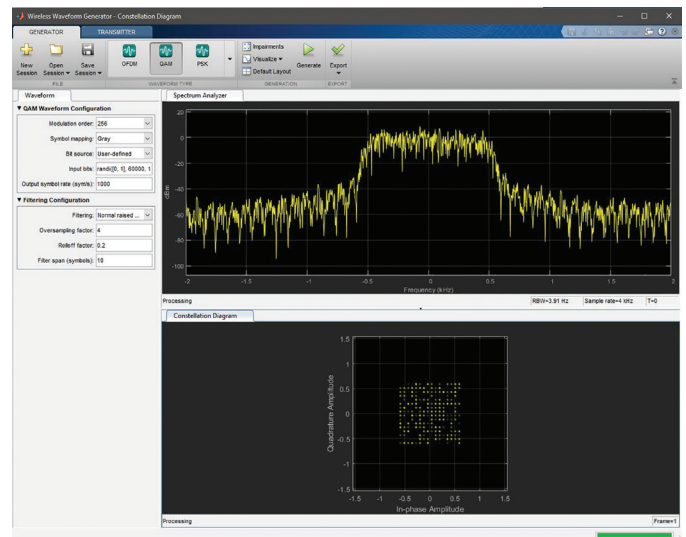 Wireless Waveform Generator - Constellation Diagram
GENERATOR TRANSMITTER
New Session
Open Session
Save Session
OFDM
QAM
PSK
Impairments
Visualize
Default Layout
Generate
Export
FILE WAVEFORM TYPE GENERATION EXPORT
Waveform
QAM Waveform Configuration
Modulation order: 256
Symbol mapping: Gray
Bit source: User-defined
Input bits: randi([0, 1], 60000, 1
Output symbol rate (sym/s): 1000
Filtering Configuration
Filtering: Normal raised ...
Oversampling factor: 4
Rolloff factor: 0.2
Filter span (symbols): 10
Spectrum Analyzer
20
0
-20
-40
-60
-80
-100
dBm
-2 -1.5 -1 -0.5 0 0.5 1 1.5 2
Frequency (kHz)
Processing RBW=3.91 Hz Sample rate=4 kHz T=0
Constellation Diagram
1.5
1
0.5
0
-0.5
-1
-1.5
Quadrature Amplitude
-1.5 -1 -0.5 0 0.5 1 1.5
In-phase Amplitude
Processing Frame=1